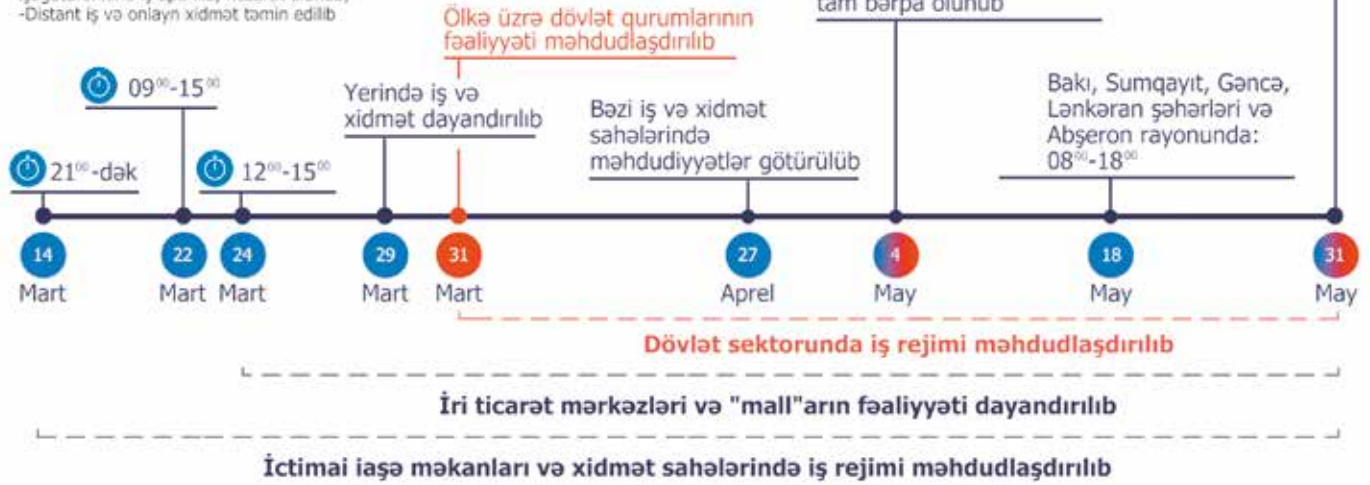 -Distant iş və onlayn xidmət təmin edilib
Ölkə üzrə dövlət qurumlarının
fəaliyyəti məhdudlaşdırılıb
tam bərpa olunub
09⁰⁰-15⁰⁰
Yerində iş və
xidmət dayandırılıb
Bəzi iş və xidmət
sahələrində
məhdudiyyətlər götürülüb
Bakı, Sumqayıt, Gəncə,
Lənkəran şəhərləri və
Abşeron rayonunda:
08⁰⁰-18⁰⁰
21⁰⁰-dək
12⁰⁰-15⁰⁰
14 22 24 29 31 27 4 18 31
Mart Mart Mart Mart Mart Aprel May May May
Dövlət sektorunda iş rejimi məhdudlaşdırılıb
İri ticarət mərkəzləri və "mall"arın fəaliyyəti dayandırılıb
İctimai iaşə məkanları və xidmət sahələrində iş rejimi məhdudlaşdırılıb